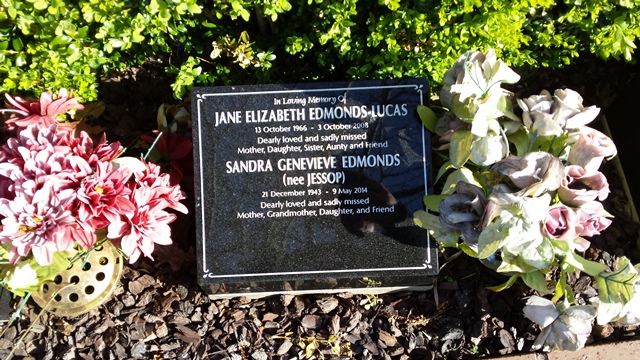 In Loving Memory Of
JANE ELIZABETH EDMONDS-LUCAS
13 October 1966 - 3 October 2008
Dearly loved and sadly missed
Mother, Daughter, Sister, Aunty and Friend
SANDRA GENEVIEVE EDMONDS
(nee JESSOP)
21 December 1943 - 9 May 2014
Dearly loved and sadly missed
Mother, Grandmother, Daughter, and Friend